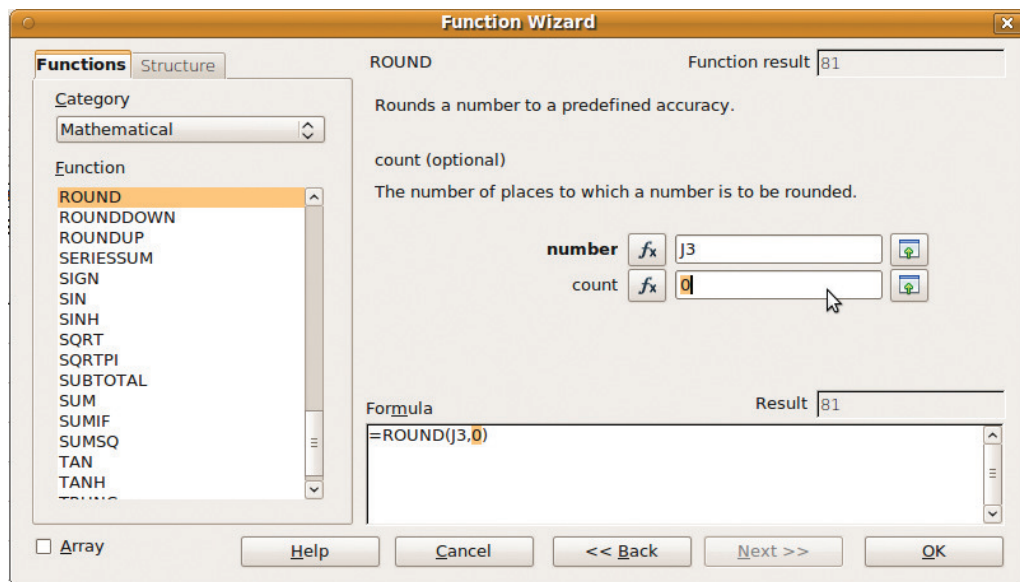 Function Wizard
Functions Structure
Category
Mathematical
Function
ROUND
ROUNDDOWN
ROUNDUP
SERIESSUM
SIGN
SIN
SINH
SQRT
SQRTPI
SUBTOTAL
SUM
SUMIF
SUMSQ
TAN
TANH
ROUND Function result 81
Rounds a number to a predefined accuracy.
count (optional)
The number of places to which a number is to be rounded.
number fx J3
count fx 0
Formula Result 81
=ROUND(J3,0)
Array Help Cancel << Back Next >> OK